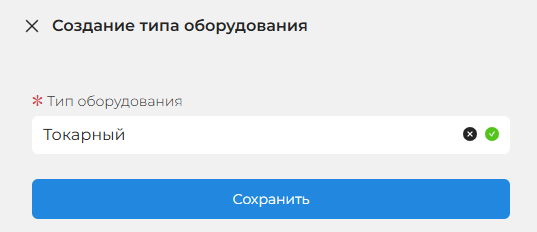 Создание типа оборудования
* Тип оборудования
Токарный
Сохранить